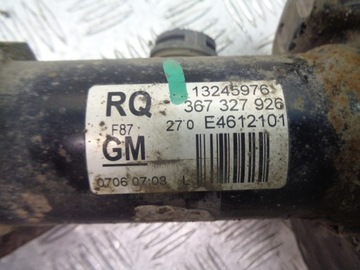 RQ 13245976
367 327 926
F87 270 E4612101
GM
0706 07:08 L